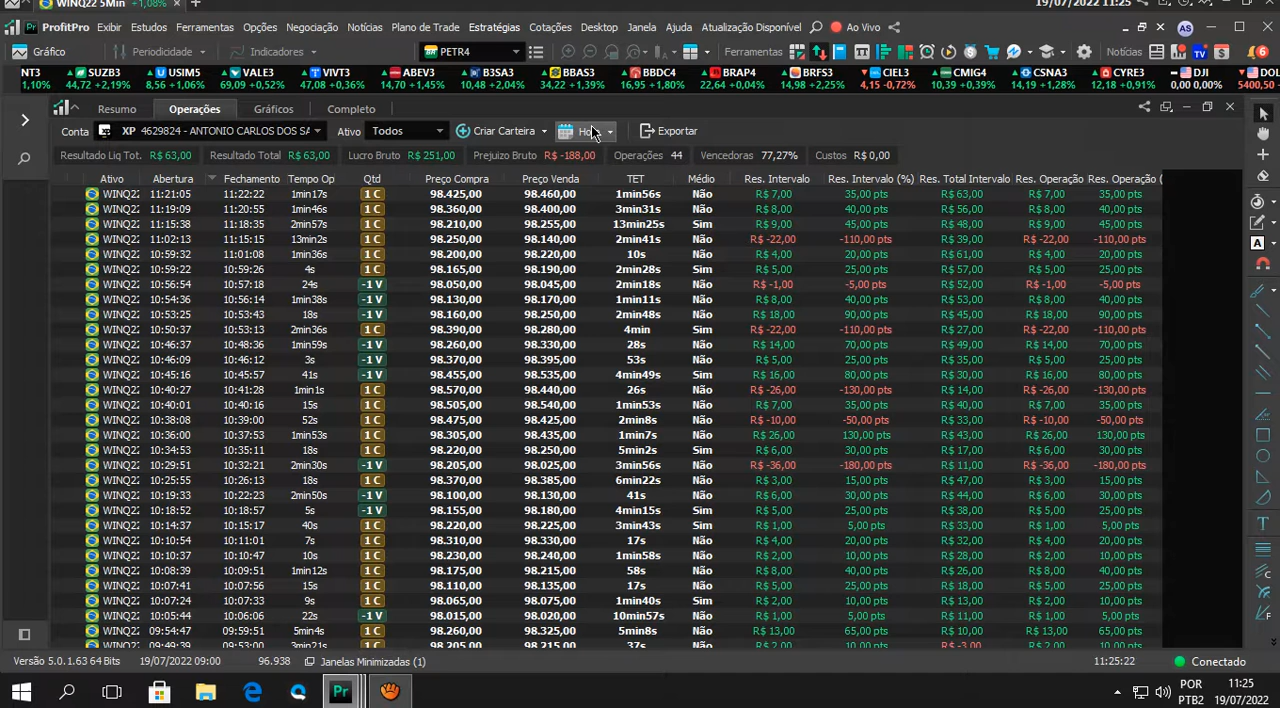 WINQ22 5Min +1,08% 19/07/2022 11:25
ProfitPro Exibir Estudos Ferramentas Opções Negociação Notícias Plano de Trade Estratégias Cotações Desktop Janela Ajuda Atualização Disponível Ao Vivo AS
Gráfico Periodicidade Indicadores PETR4 Ferramentas Notícias 6
NT3 SUZB3 USIM5 VALE3 VIVT3 ABEV3 B3SA3 BBAS3 BBDC4 BRAP4 BRFS3 CIEL3 CMIG4 CSNA3 CYRE3 DJI DOL
1,10% 44,72 +2,19% 8,56 +1,06% 69,09 +0,52% 47,08 +0,36% 14,70 +1,45% 10,48 +2,04% 34,22 +1,39% 16,95 +1,80% 22,64 +0,04% 14,98 +2,25% 4,15 -0,72% 10,39 +0,39% 14,19 +1,28% 12,18 +0,91% 0,00 0,00% 5400,50
Resumo Operações Gráficos Completo
Conta XP 4629824 - ANTONIO CARLOS DOS SA Ativo Todos Criar Carteira Exportar
Resultado Líq Tot. R$ 63,00 Resultado Total R$ 63,00 Lucro Bruto R$ 251,00 Prejuizo Bruto R$ -188,00 Operações 44 Vencedoras 77,27% Custos R$ 0,00
Ativo Abertura Fechamento Tempo Op Qtd Preço Compra Preço Venda TET Médio Res. Intervalo Res. Intervalo (%) Res. Total Intervalo Res. Operação Res. Operação (
WINQ22 11:21:05 11:22:22 1min17s 1 C 98.425,00 98.460,00 1min56s Não R$ 7,00 35,00 pts R$ 63,00 R$ 7,00 35,00 pts
WINQ22 11:19:09 11:20:55 1min46s 1 C 98.360,00 98.400,00 3min31s Não R$ 8,00 40,00 pts R$ 56,00 R$ 8,00 40,00 pts
WINQ22 11:15:38 11:18:35 2min57s 1 C 98.210,00 98.255,00 13min25s Sim R$ 9,00 45,00 pts R$ 48,00 R$ 9,00 45,00 pts
WINQ22 11:02:13 11:15:15 13min2s 1 C 98.250,00 98.140,00 2min41s Não R$ -22,00 -110,00 pts R$ 39,00 R$ -22,00 -110,00 pts
WINQ22 10:59:32 11:01:08 1min36s 1 C 98.200,00 98.220,00 10s Não R$ 4,00 20,00 pts R$ 61,00 R$ 4,00 20,00 pts
WINQ22 10:59:22 10:59:26 4s 1 C 98.165,00 98.190,00 2min28s Sim R$ 5,00 25,00 pts R$ 57,00 R$ 5,00 25,00 pts
WINQ22 10:56:54 10:57:18 24s -1 V 98.050,00 98.045,00 2min18s Não R$ -1,00 -5,00 pts R$ 52,00 R$ -1,00 -5,00 pts
WINQ22 10:54:36 10:56:14 1min38s -1 V 98.130,00 98.170,00 1min11s Não R$ 8,00 40,00 pts R$ 53,00 R$ 8,00 40,00 pts
WINQ22 10:53:25 10:53:43 18s -1 V 98.160,00 98.250,00 2min48s Não R$ 18,00 90,00 pts R$ 45,00 R$ 18,00 90,00 pts
WINQ22 10:50:37 10:53:13 2min36s 1 C 98.390,00 98.280,00 4min Sim R$ -22,00 -110,00 pts R$ 27,00 R$ -22,00 -110,00 pts
WINQ22 10:46:37 10:48:36 1min59s -1 V 98.260,00 98.330,00 28s Não R$ 14,00 70,00 pts R$ 49,00 R$ 14,00 70,00 pts
WINQ22 10:46:09 10:46:12 3s -1 V 98.370,00 98.395,00 53s Não R$ 5,00 25,00 pts R$ 35,00 R$ 5,00 25,00 pts
WINQ22 10:45:16 10:45:57 41s -1 V 98.455,00 98.535,00 4min49s Sim R$ 16,00 80,00 pts R$ 30,00 R$ 16,00 80,00 pts
WINQ22 10:40:27 10:41:28 1min1s 1 C 98.570,00 98.440,00 26s Não R$ -26,00 -130,00 pts R$ 14,00 R$ -26,00 -130,00 pts
WINQ22 10:40:01 10:40:16 15s 1 C 98.505,00 98.540,00 1min53s Não R$ 7,00 35,00 pts R$ 40,00 R$ 7,00 35,00 pts
WINQ22 10:38:08 10:39:00 52s 1 C 98.475,00 98.425,00 2min8s Sim R$ -10,00 -50,00 pts R$ 33,00 R$ -10,00 -50,00 pts
WINQ22 10:36:00 10:37:53 1min53s 1 C 98.305,00 98.435,00 1min7s Não R$ 26,00 130,00 pts R$ 43,00 R$ 26,00 130,00 pts
WINQ22 10:34:53 10:35:11 18s 1 C 98.220,00 98.250,00 5min2s Sim R$ 6,00 30,00 pts R$ 17,00 R$ 6,00 30,00 pts
WINQ22 10:29:51 10:32:21 2min30s -1 V 98.205,00 98.025,00 3min56s Não R$ -36,00 -180,00 pts R$ 11,00 R$ -36,00 -180,00 pts
WINQ22 10:25:55 10:26:13 18s 1 C 98.370,00 98.385,00 6min22s Não R$ 3,00 15,00 pts R$ 47,00 R$ 3,00 15,00 pts
WINQ22 10:19:33 10:22:23 2min50s -1 V 98.100,00 98.130,00 41s Não R$ 6,00 30,00 pts R$ 44,00 R$ 6,00 30,00 pts
WINQ22 10:18:52 10:18:57 5s -1 V 98.155,00 98.180,00 4min15s Sim R$ 5,00 25,00 pts R$ 38,00 R$ 5,00 25,00 pts
WINQ22 10:14:37 10:15:17 40s 1 C 98.220,00 98.225,00 3min43s Sim R$ 1,00 5,00 pts R$ 33,00 R$ 1,00 5,00 pts
WINQ22 10:10:54 10:11:01 7s 1 C 98.310,00 98.330,00 17s Não R$ 4,00 20,00 pts R$ 32,00 R$ 4,00 20,00 pts
WINQ22 10:10:37 10:10:47 10s 1 C 98.230,00 98.240,00 1min58s Não R$ 2,00 10,00 pts R$ 28,00 R$ 2,00 10,00 pts
WINQ22 10:08:39 10:09:51 1min12s 1 C 98.175,00 98.215,00 58s Não R$ 8,00 40,00 pts R$ 26,00 R$ 8,00 40,00 pts
WINQ22 10:07:41 10:07:56 15s 1 C 98.110,00 98.135,00 17s Não R$ 5,00 25,00 pts R$ 18,00 R$ 5,00 25,00 pts
WINQ22 10:07:24 10:07:33 9s 1 C 98.065,00 98.075,00 1min40s Sim R$ 2,00 10,00 pts R$ 13,00 R$ 2,00 10,00 pts
WINQ22 10:05:44 10:06:06 22s -1 V 98.015,00 98.020,00 10min57s Não R$ 1,00 5,00 pts R$ 11,00 R$ 1,00 5,00 pts
WINQ22 09:54:47 09:59:51 5min4s 1 C 98.260,00 98.325,00 5min8s Não R$ 13,00 65,00 pts R$ 10,00 R$ 13,00 65,00 pts
Versão 5.0.1.63 64 Bits 19/07/2022 09:00 96.938 Janelas Minimizadas (1) 11:25:22 Conectado
POR 11:25
PTB2 19/07/2022